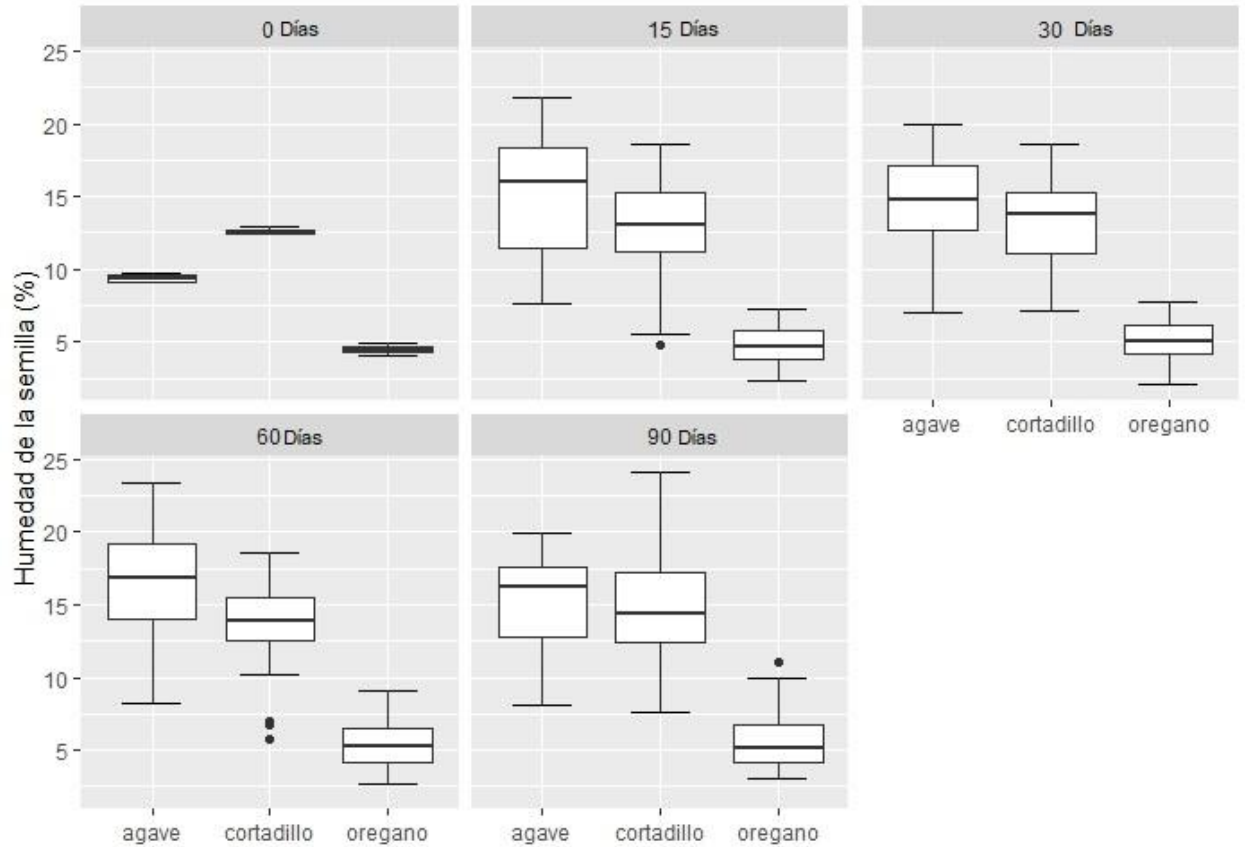 0 Días
15 Días
30 Días
25
20
15
10
5
agave cortadillo oregano
60 Días
90 Días
25
20
15
10
5
agave cortadillo oregano
agave cortadillo oregano
Humedad de la semilla (%)